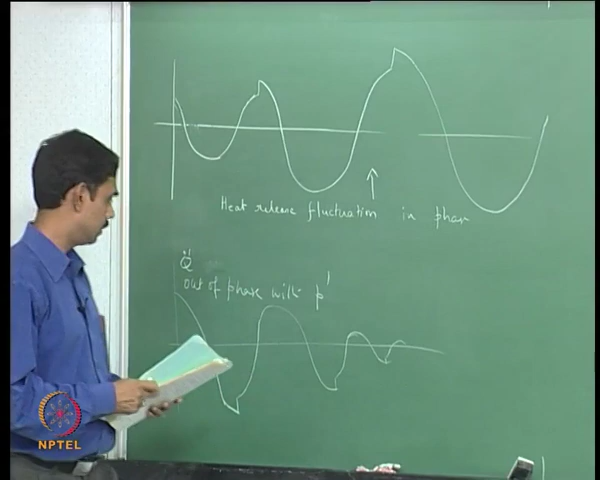 Heat release fluctuation in phase
Q̇'
out of phase with p'
NPTEL